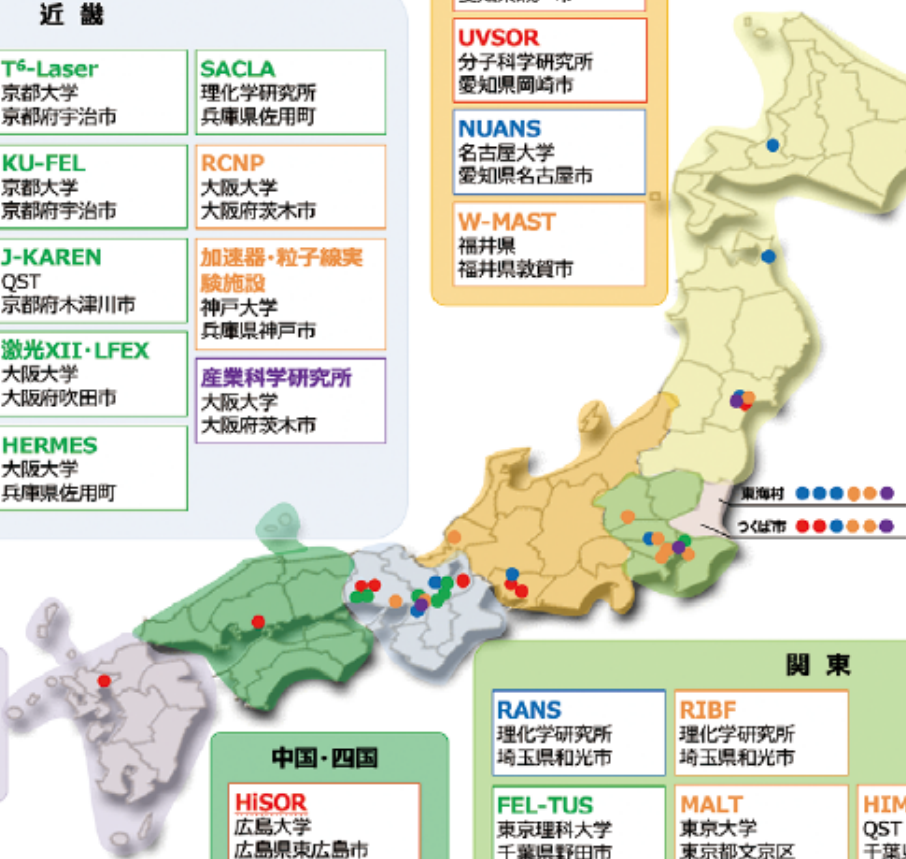 近 畿
T⁶-Laser
京都大学
京都府宇治市
KU-FEL
京都大学
京都府宇治市
J-KAREN
QST
京都府木津川市
激光XII・LFEX
大阪大学
大阪府吹田市
HERMES
大阪大学
兵庫県佐用町
SACLA
理化学研究所
兵庫県佐用町
RCNP
大阪大学
大阪府茨木市
加速器・粒子線実
験施設
神戸大学
兵庫県神戸市
産業科学研究所
大阪大学
大阪府茨木市
UVSOR
分子科学研究所
愛知県岡崎市
NUANS
名古屋大学
愛知県名古屋市
W-MAST
福井県
福井県敦賀市
東海村
つくば市
中国・四国
HiSOR
広島大学
広島県東広島市
関 東
RANS
理化学研究所
埼玉県和光市
RIBF
理化学研究所
埼玉県和光市
FEL-TUS
東京理科大学
千葉県野田市
MALT
東京大学
東京都文京区
QST